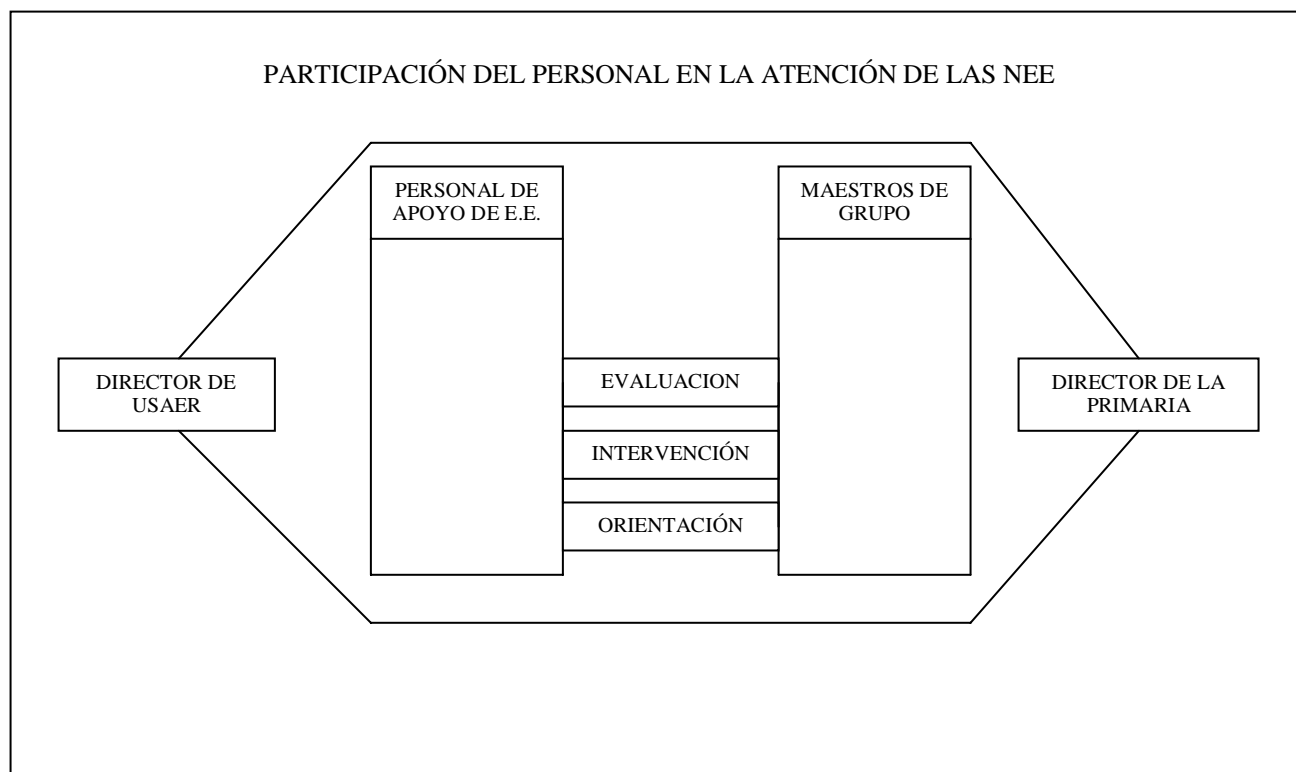 PARTICIPACIÓN DEL PERSONAL EN LA ATENCIÓN DE LAS NEE
PERSONAL DE
APOYO DE E.E.
MAESTROS DE
GRUPO
DIRECTOR DE
USAER
EVALUACION
INTERVENCIÓN
ORIENTACIÓN
DIRECTOR DE LA
PRIMARIA